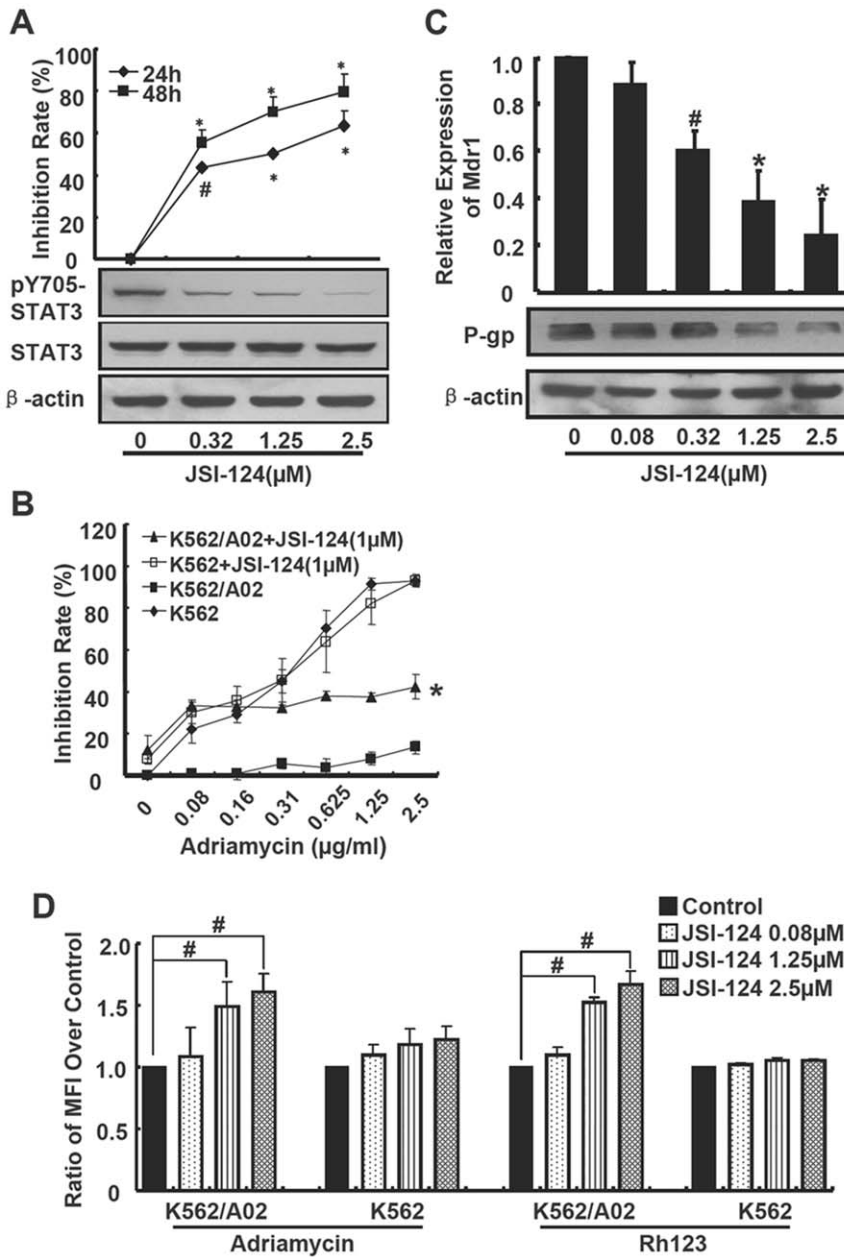 A
Inhibition Rate (%)
100
80
60
40
20
0
24h
48h
*
*
*
#
*
*
pY705-
STAT3
STAT3
β -actin
0 0.32 1.25 2.5
JSI-124(μM)
C
Relative Expression
of Mdr1
1.0
0.8
0.6
0.4
0.2
0
#
*
*
P-gp
β -actin
0 0.08 0.32 1.25 2.5
JSI-124(μM)
B
Inhibition Rate (%)
120
100
80
60
40
20
0
K562/A02+JSI-124(1μM)
K562+JSI-124(1μM)
K562/A02
K562
*
0 0.08 0.16 0.31 0.625 1.25 2.5
Adriamycin (μg/ml)
D
Ratio of MFI Over Control
2.0
1.5
1.0
0.5
0
#
#
#
#
Control
JSI-124 0.08μM
JSI-124 1.25μM
JSI-124 2.5μM
K562/A02 K562 K562/A02 K562
Adriamycin Rh123